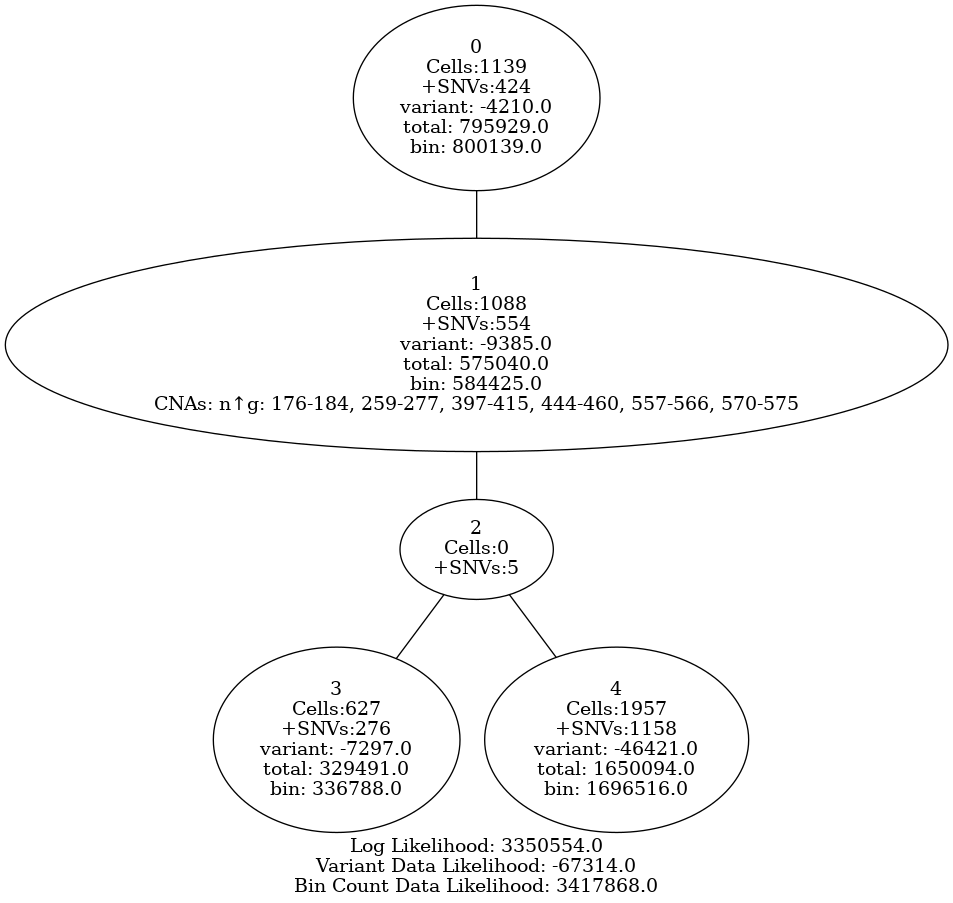 0
Cells:1139
+SNVs:424
variant: -4210.0
total: 795929.0
bin: 800139.0
1
Cells:1088
+SNVs:554
variant: -9385.0
total: 575040.0
bin: 584425.0
CNAs: n↑g: 176-184, 259-277, 397-415, 444-460, 557-566, 570-575
2
Cells:0
+SNVs:5
3
Cells:627
+SNVs:276
variant: -7297.0
total: 329491.0
bin: 336788.0
4
Cells:1957
+SNVs:1158
variant: -46421.0
total: 1650094.0
bin: 1696516.0
Log Likelihood: 3350554.0
Variant Data Likelihood: -67314.0
Bin Count Data Likelihood: 3417868.0